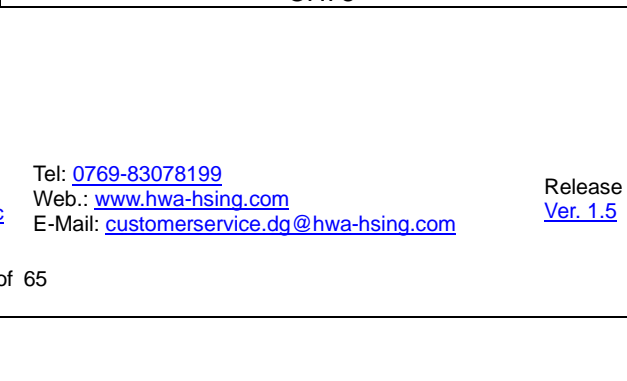 Tel: 0769-83078199
Web.: www.hwa-hsing.com
E-Mail: customerservice.dg@hwa-hsing.com
Release
Ver. 1.5
of 65